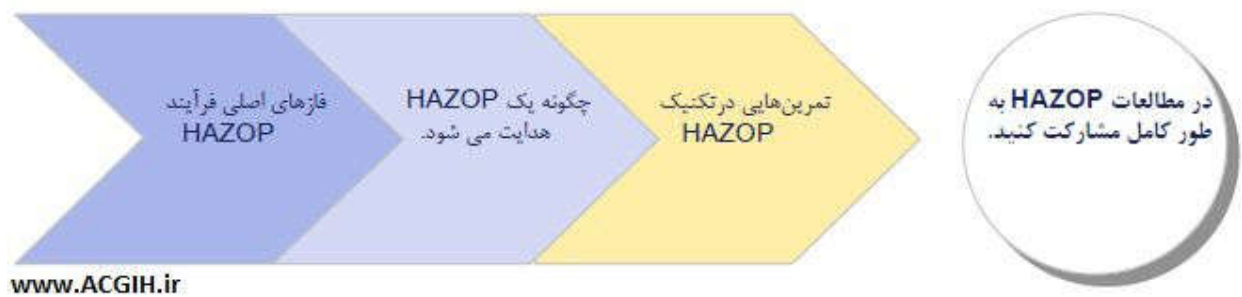 فازهای اصلی فرآیند
HAZOP
چگونه یک HAZOP
هدایت می شود.
تمرین‌هایی درتکنیک
HAZOP
در مطالعات HAZOP به
طور کامل مشارکت کنید.
www.ACGIH.ir